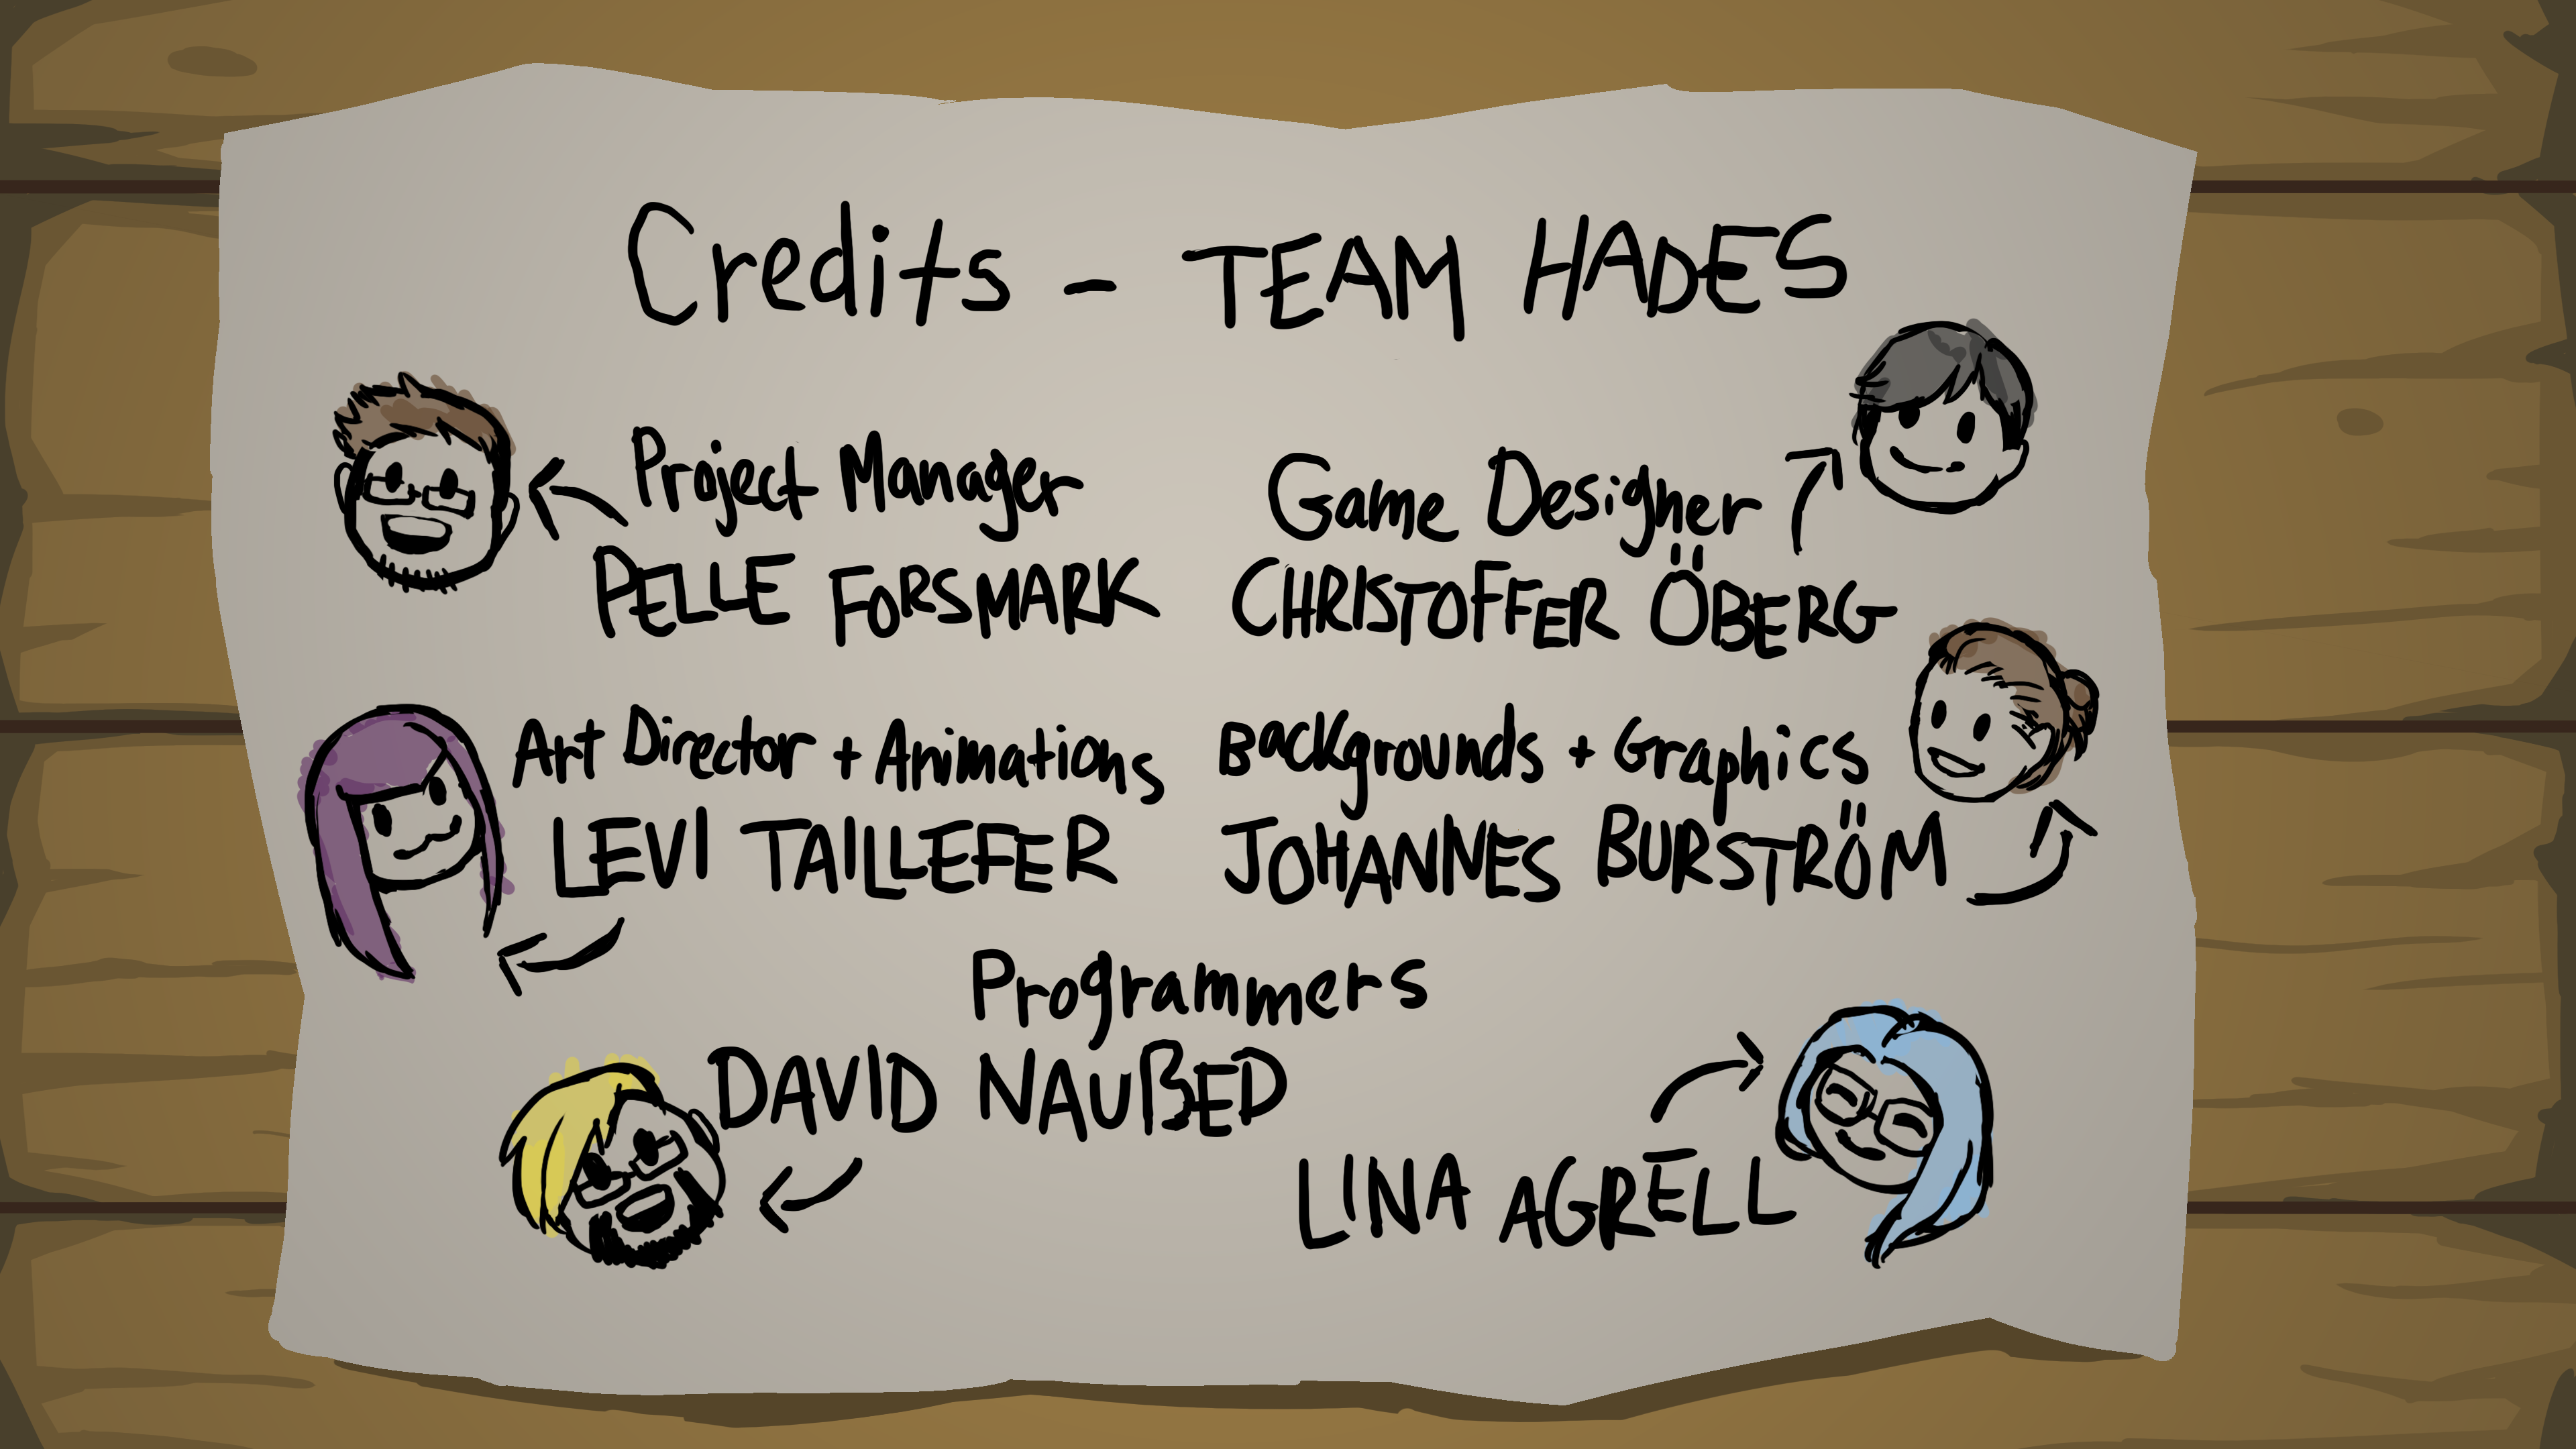 Credits - TEAM HADES
Project Manager
PELLE FORSMARK
Game Designer
CHRISTOFFER ÖBERG
Art Director + Animations
LEVI TAILLEFER
Backgrounds + Graphics
JOHANNES BURSTRÖM
Programmers
DAVID NAUßED
LINA AGRELL